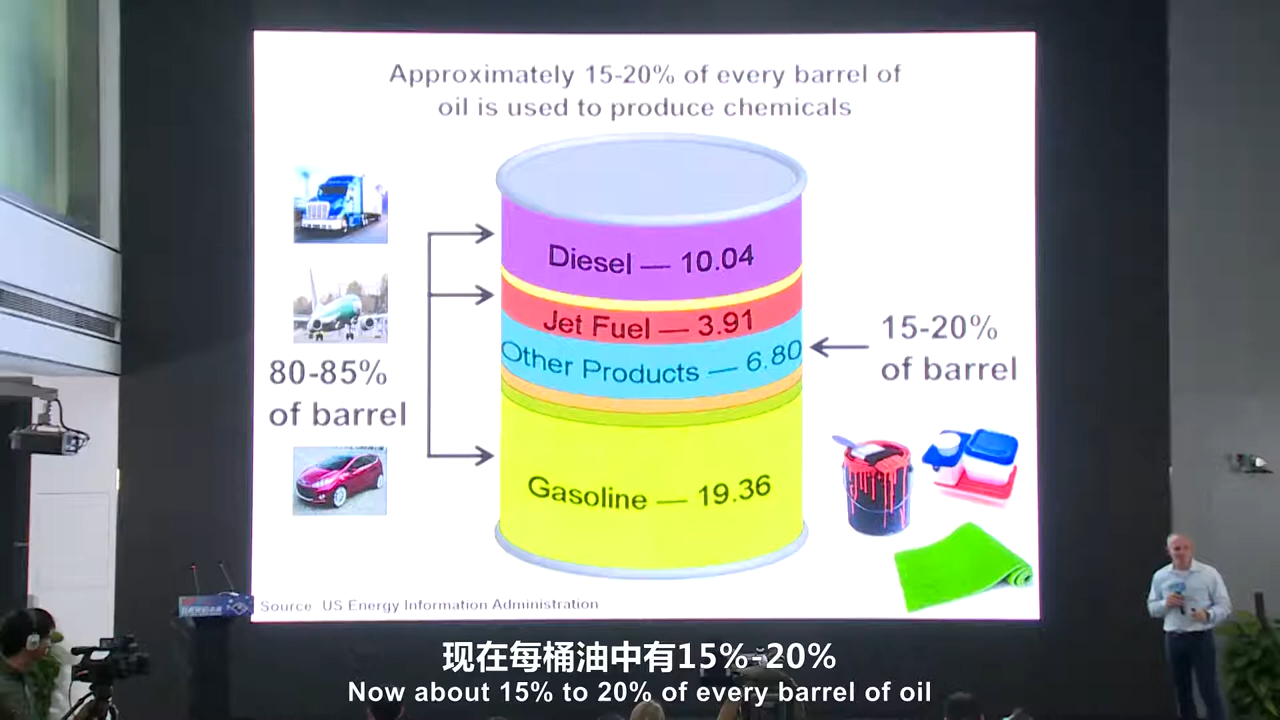 Approximately 15-20% of every barrel of
oil is used to produce chemicals
Diesel — 10.04
Jet Fuel — 3.91
Other Products — 6.80
Gasoline — 19.36
80-85%
of barrel
15-20%
of barrel
Source: US Energy Information Administration
现在每桶油中有15%-20%
Now about 15% to 20% of every barrel of oil